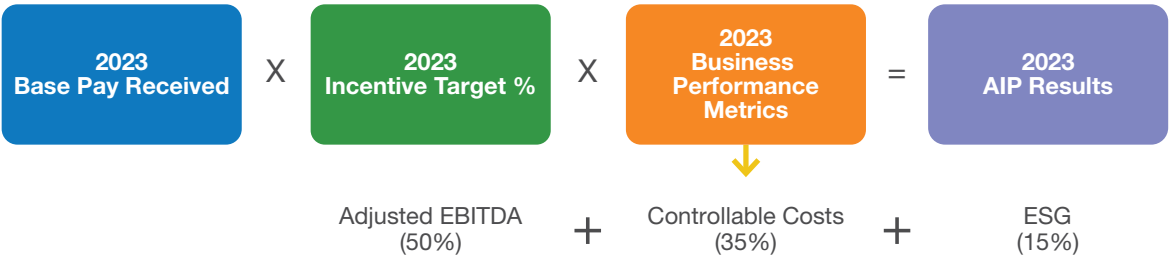 2023
Base Pay Received
X
2023
Incentive Target %
X
2023
Business
Performance
Metrics
=
2023
AIP Results
Adjusted EBITDA
(50%)
+
Controllable Costs
(35%)
+
ESG
(15%)